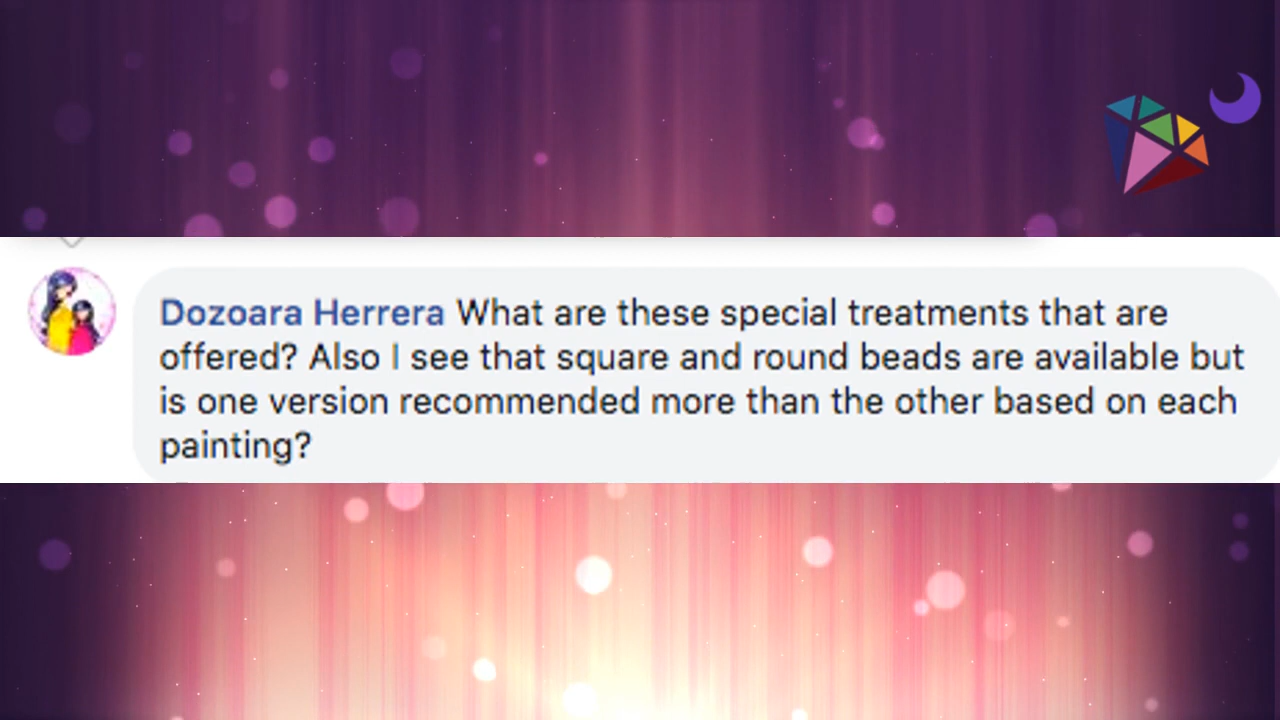 Dozoara Herrera What are these special treatments that are
offered? Also I see that square and round beads are available but
is one version recommended more than the other based on each
painting?